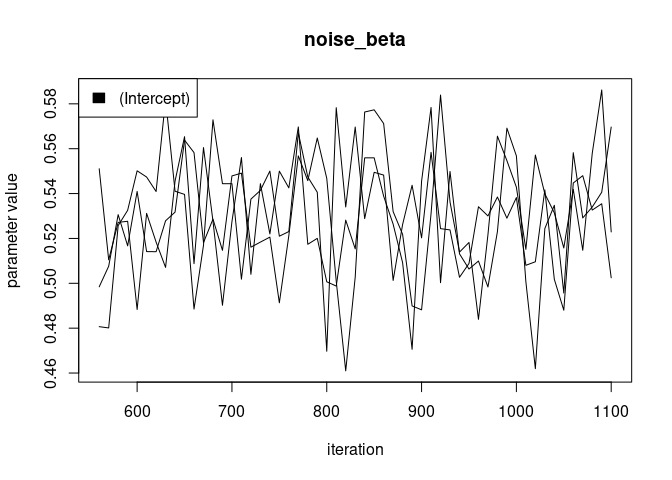 noise_beta
(Intercept)
parameter value
0.46 0.48 0.50 0.52 0.54 0.56 0.58
600 700 800 900 1000 1100
iteration